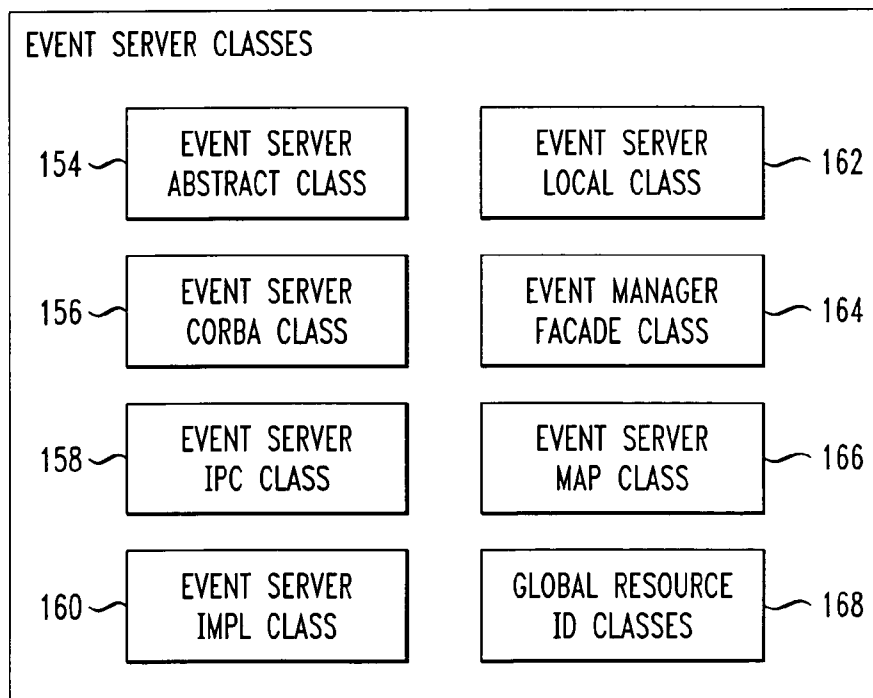 EVENT SERVER CLASSES
154
EVENT SERVER
ABSTRACT CLASS
EVENT SERVER
LOCAL CLASS
162
156
EVENT SERVER
CORBA CLASS
EVENT MANAGER
FACADE CLASS
164
158
EVENT SERVER
IPC CLASS
EVENT SERVER
MAP CLASS
166
160
EVENT SERVER
IMPL CLASS
GLOBAL RESOURCE
ID CLASSES
168